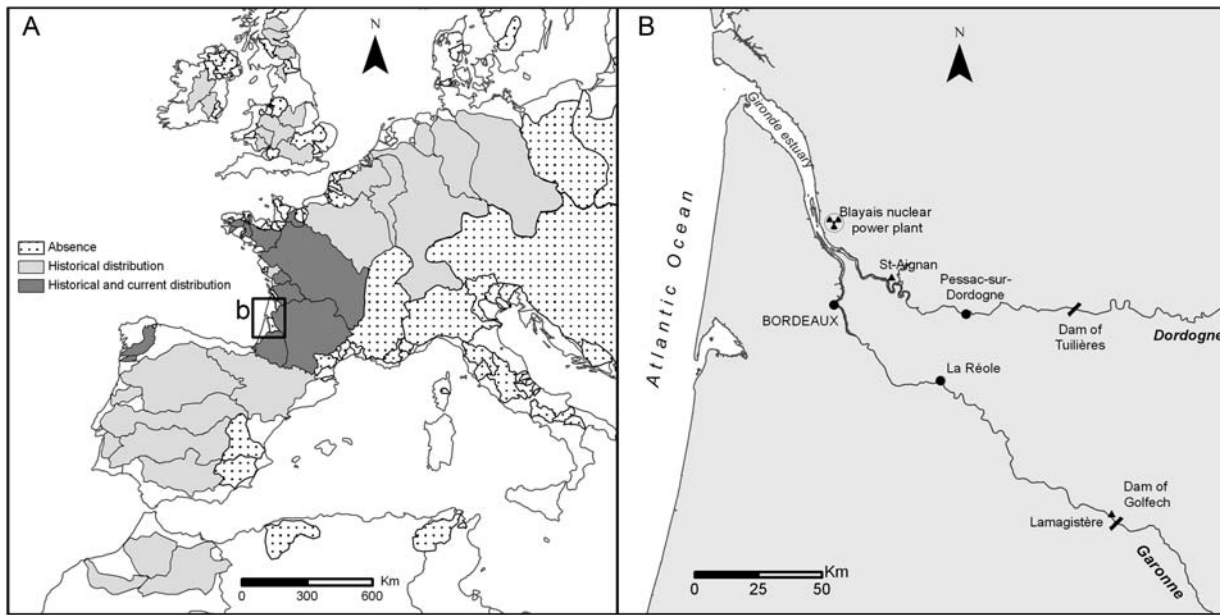 A
N
Absence
Historical distribution
Historical and current distribution
b
Km
0 300 600
B
N
Gironde estuary
Atlantic Ocean
Blayais nuclear
power plant
St-Aignan
Pessac-sur-
Dordogne
BORDEAUX
Dam of
Tuilières
Dordogne
La Réole
Dam of
Golfech
Lamagistère
Garonne
Km
0 25 50